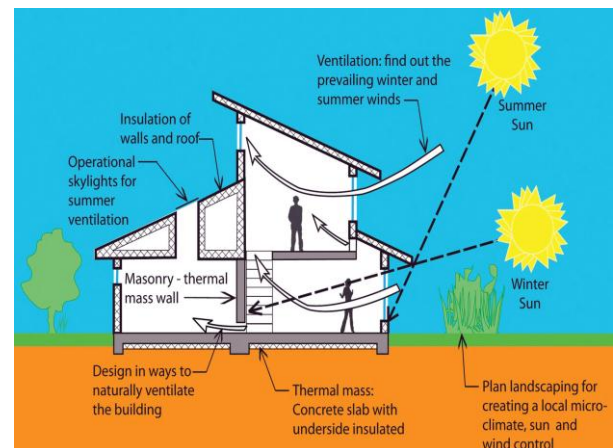 Ventilation: find out the
prevailing winter and
summer winds
Summer
Sun
Insulation of
walls and roof
Operational
skylights for
summer
ventilation
Masonry - thermal
mass wall
Winter
Sun
Design in ways to
naturally ventilate
the building
Thermal mass:
Concrete slab with
underside insulated
Plan landscaping for
creating a local micro-
climate, sun and
wind control